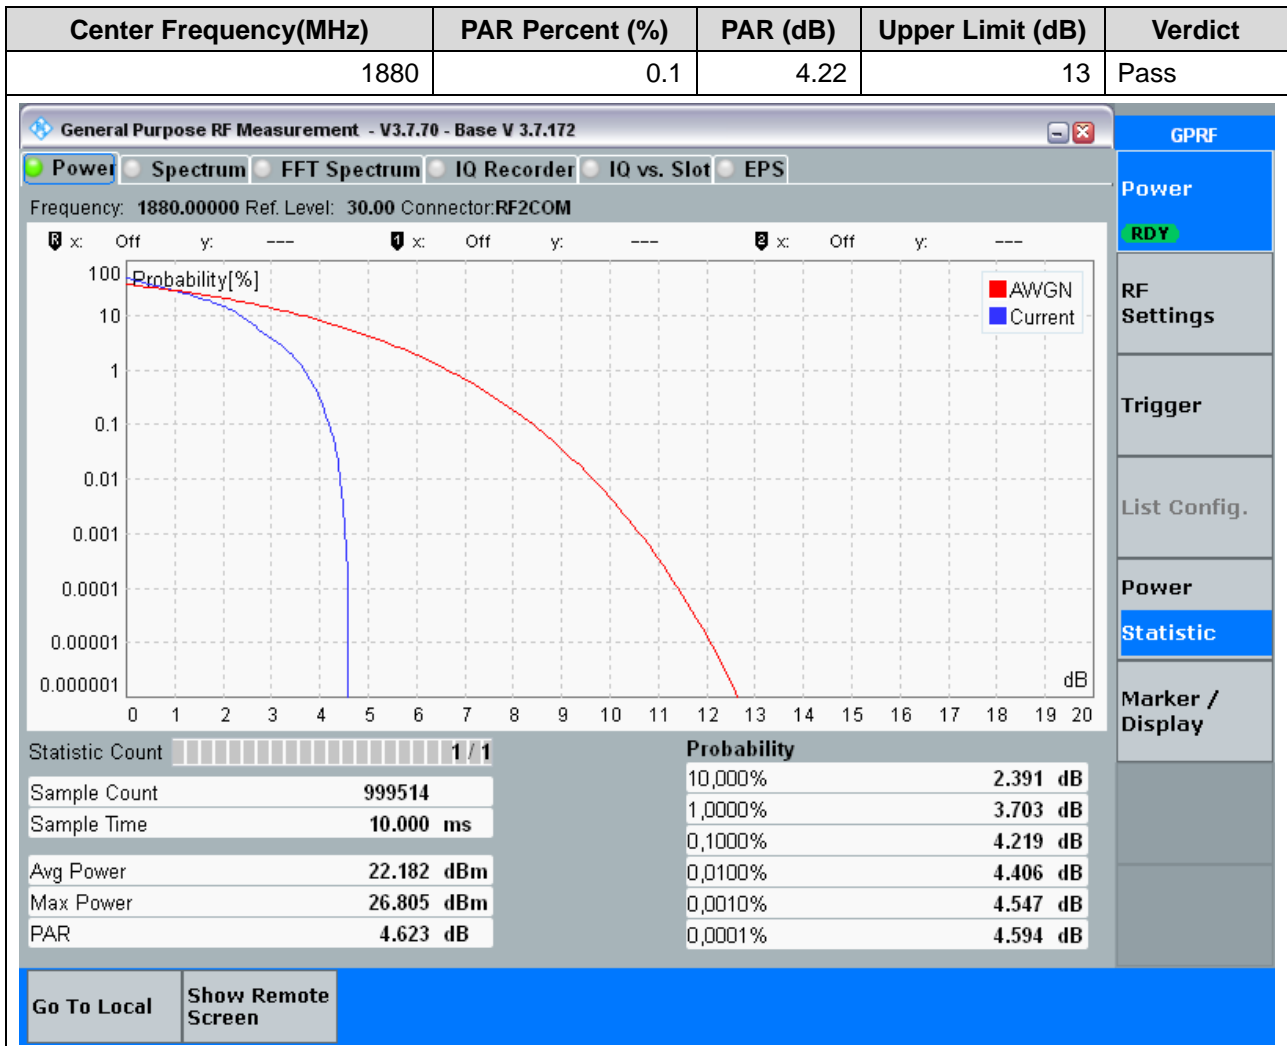 Center Frequency(MHz) PAR Percent (%) PAR (dB) Upper Limit (dB) Verdict
1880 0.1 4.22 13 Pass
General Purpose RF Measurement - V3.7.70 - Base V 3.7.172
GPRF
Power Spectrum FFT Spectrum IQ Recorder IQ vs. Slot EPS
Frequency: 1880.00000 Ref. Level: 30.00 Connector:RF2COM
R x: Off y: --- 1 x: Off y: --- 2 x: Off y: ---
Probability[%]
AWGN
Current
100
10
1
0.1
0.01
0.001
0.0001
0.00001
0.000001
dB
0 1 2 3 4 5 6 7 8 9 10 11 12 13 14 15 16 17 18 19 20
Statistic Count 1 / 1
Sample Count 999514
Sample Time 10.000 ms
Avg Power 22.182 dBm
Max Power 26.805 dBm
PAR 4.623 dB
Probability
10,000% 2.391 dB
1,0000% 3.703 dB
0,1000% 4.219 dB
0,0100% 4.406 dB
0,0010% 4.547 dB
0,0001% 4.594 dB
Power
RDY
RF
Settings
Trigger
List Config.
Power
Statistic
Marker /
Display
Go To Local
Show Remote
Screen